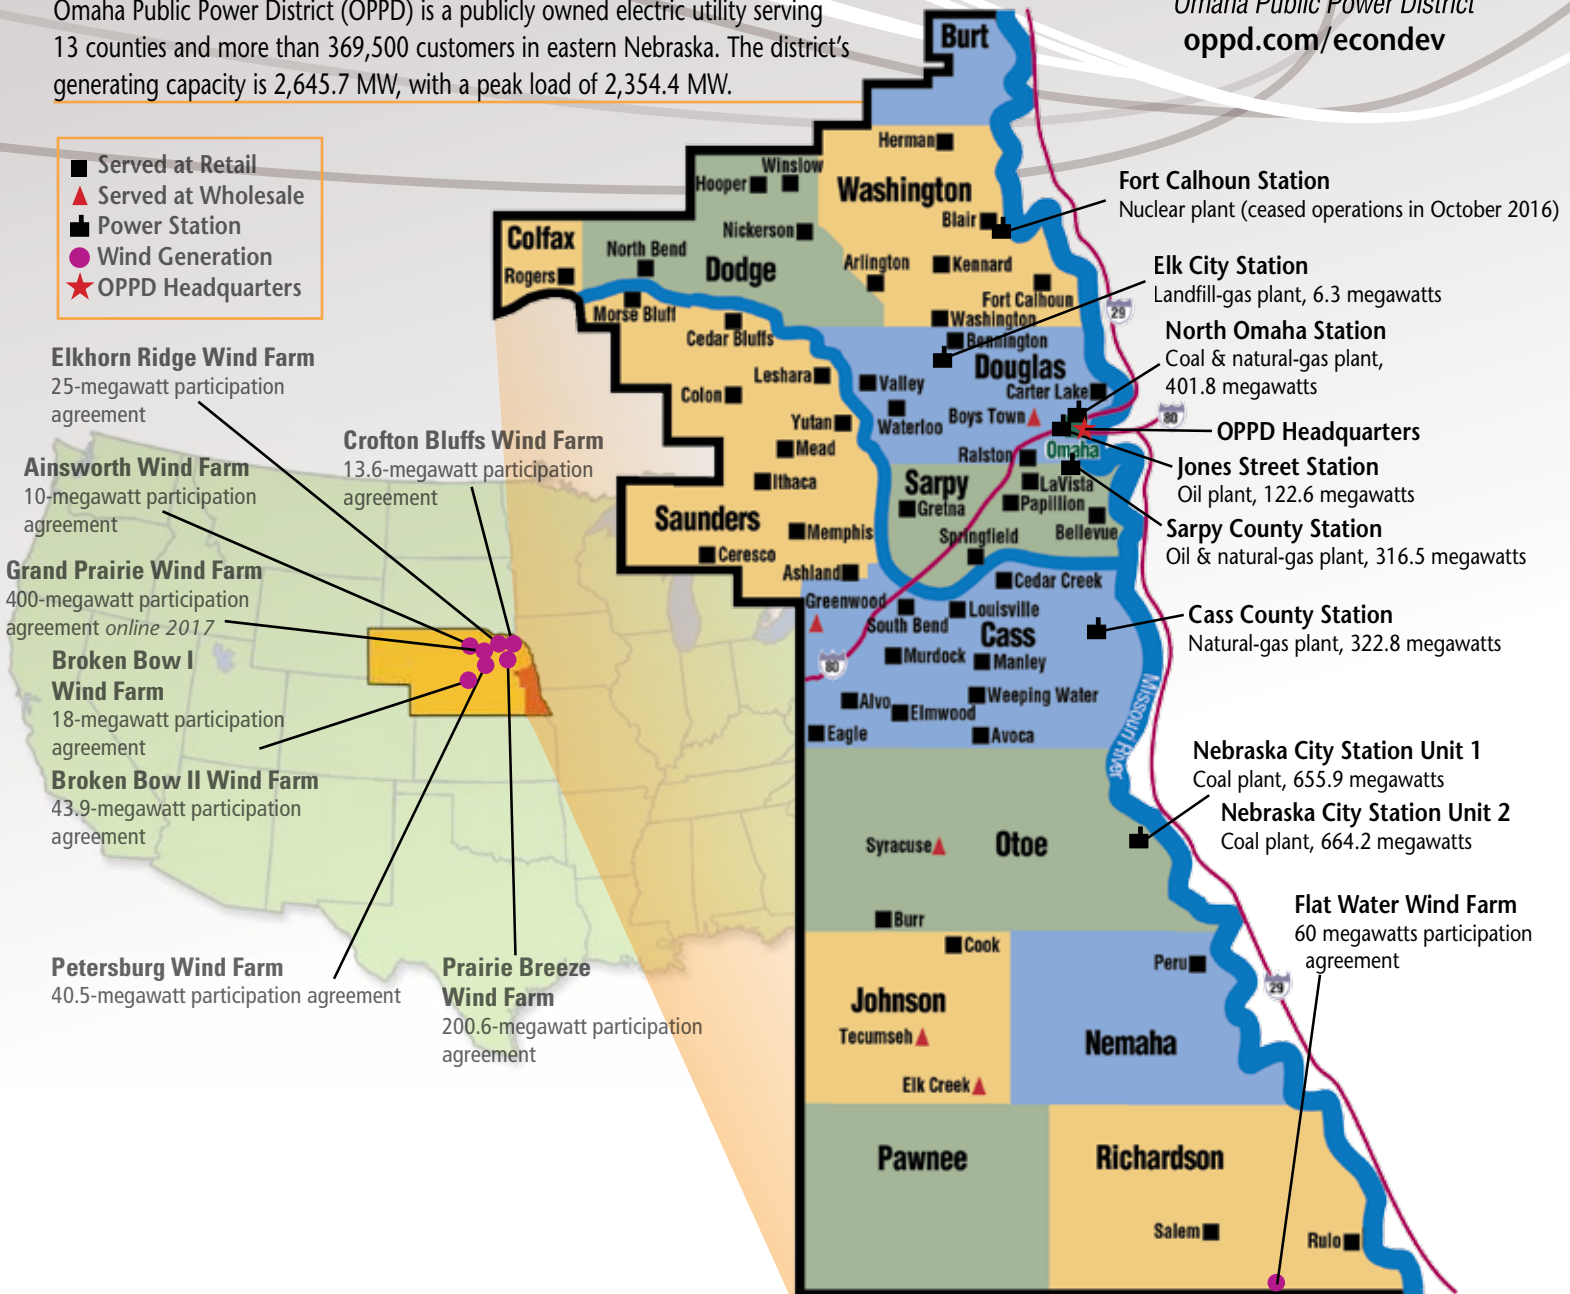 Omaha Public Power District (OPPD) is a publicly owned electric utility serving
13 counties and more than 369,500 customers in eastern Nebraska. The district's
generating capacity is 2,645.7 MW, with a peak load of 2,354.4 MW.
Omaha Public Power District
oppd.com/econdev
Served at Retail
Served at Wholesale
Power Station
Wind Generation
OPPD Headquarters
Elkhorn Ridge Wind Farm
25-megawatt participation
agreement
Crofton Bluffs Wind Farm
13.6-megawatt participation
agreement
Ainsworth Wind Farm
10-megawatt participation
agreement
Grand Prairie Wind Farm
400-megawatt participation
agreement online 2017
Broken Bow I
Wind Farm
18-megawatt participation
agreement
Broken Bow II Wind Farm
43.9-megawatt participation
agreement
Petersburg Wind Farm
40.5-megawatt participation agreement
Prairie Breeze
Wind Farm
200.6-megawatt participation
agreement
Burt
Herman
Washington
Blair
Arlington
Kennard
Fort Calhoun
Washington
Winslow
Hooper
Nickerson
North Bend
Dodge
Colfax
Rogers
Morse Bluff
Cedar Bluffs
Leshara
Colon
Yutan
Mead
Ithaca
Saunders
Memphis
Ceresco
Ashland
Bennington
Douglas
Valley
Carter Lake
Waterloo
Boys Town
Omaha
Ralston
Sarpy
LaVista
Gretna
Papillion
Springfield
Bellevue
Cedar Creek
Greenwood
Louisville
South Bend
Cass
Murdock
Manley
Alvo
Weeping Water
Elmwood
Eagle
Avoca
Missouri River
Syracuse
Otoe
Burr
Cook
Peru
Johnson
Tecumseh
Nemaha
Elk Creek
Pawnee
Richardson
Salem
Rulo
29
80
80
29
Fort Calhoun Station
Nuclear plant (ceased operations in October 2016)
Elk City Station
Landfill-gas plant, 6.3 megawatts
North Omaha Station
Coal & natural-gas plant,
401.8 megawatts
OPPD Headquarters
Jones Street Station
Oil plant, 122.6 megawatts
Sarpy County Station
Oil & natural-gas plant, 316.5 megawatts
Cass County Station
Natural-gas plant, 322.8 megawatts
Nebraska City Station Unit 1
Coal plant, 655.9 megawatts
Nebraska City Station Unit 2
Coal plant, 664.2 megawatts
Flat Water Wind Farm
60 megawatts participation
agreement